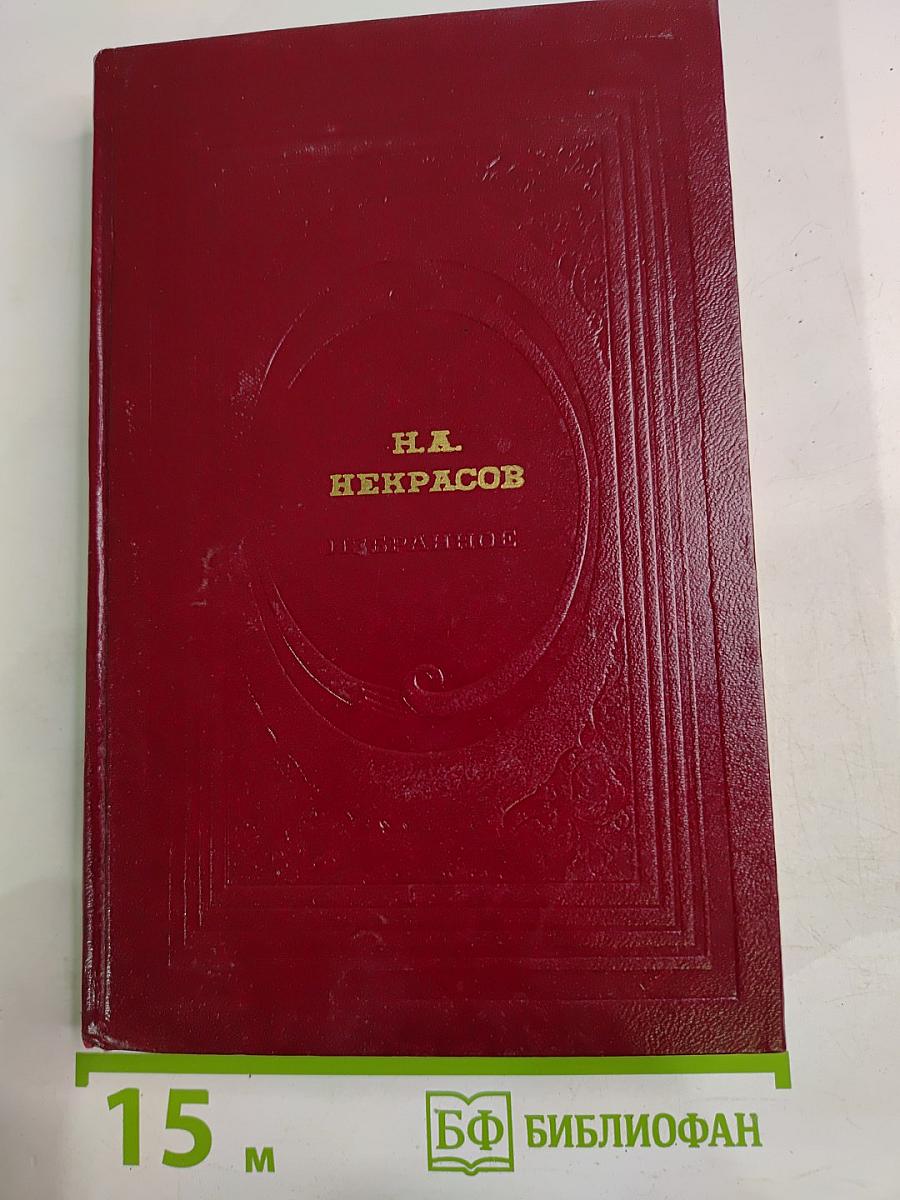 Н.А.
НЕКРАСОВ
ИЗБРАННОЕ
15 м
БФ БИБЛИОФАН